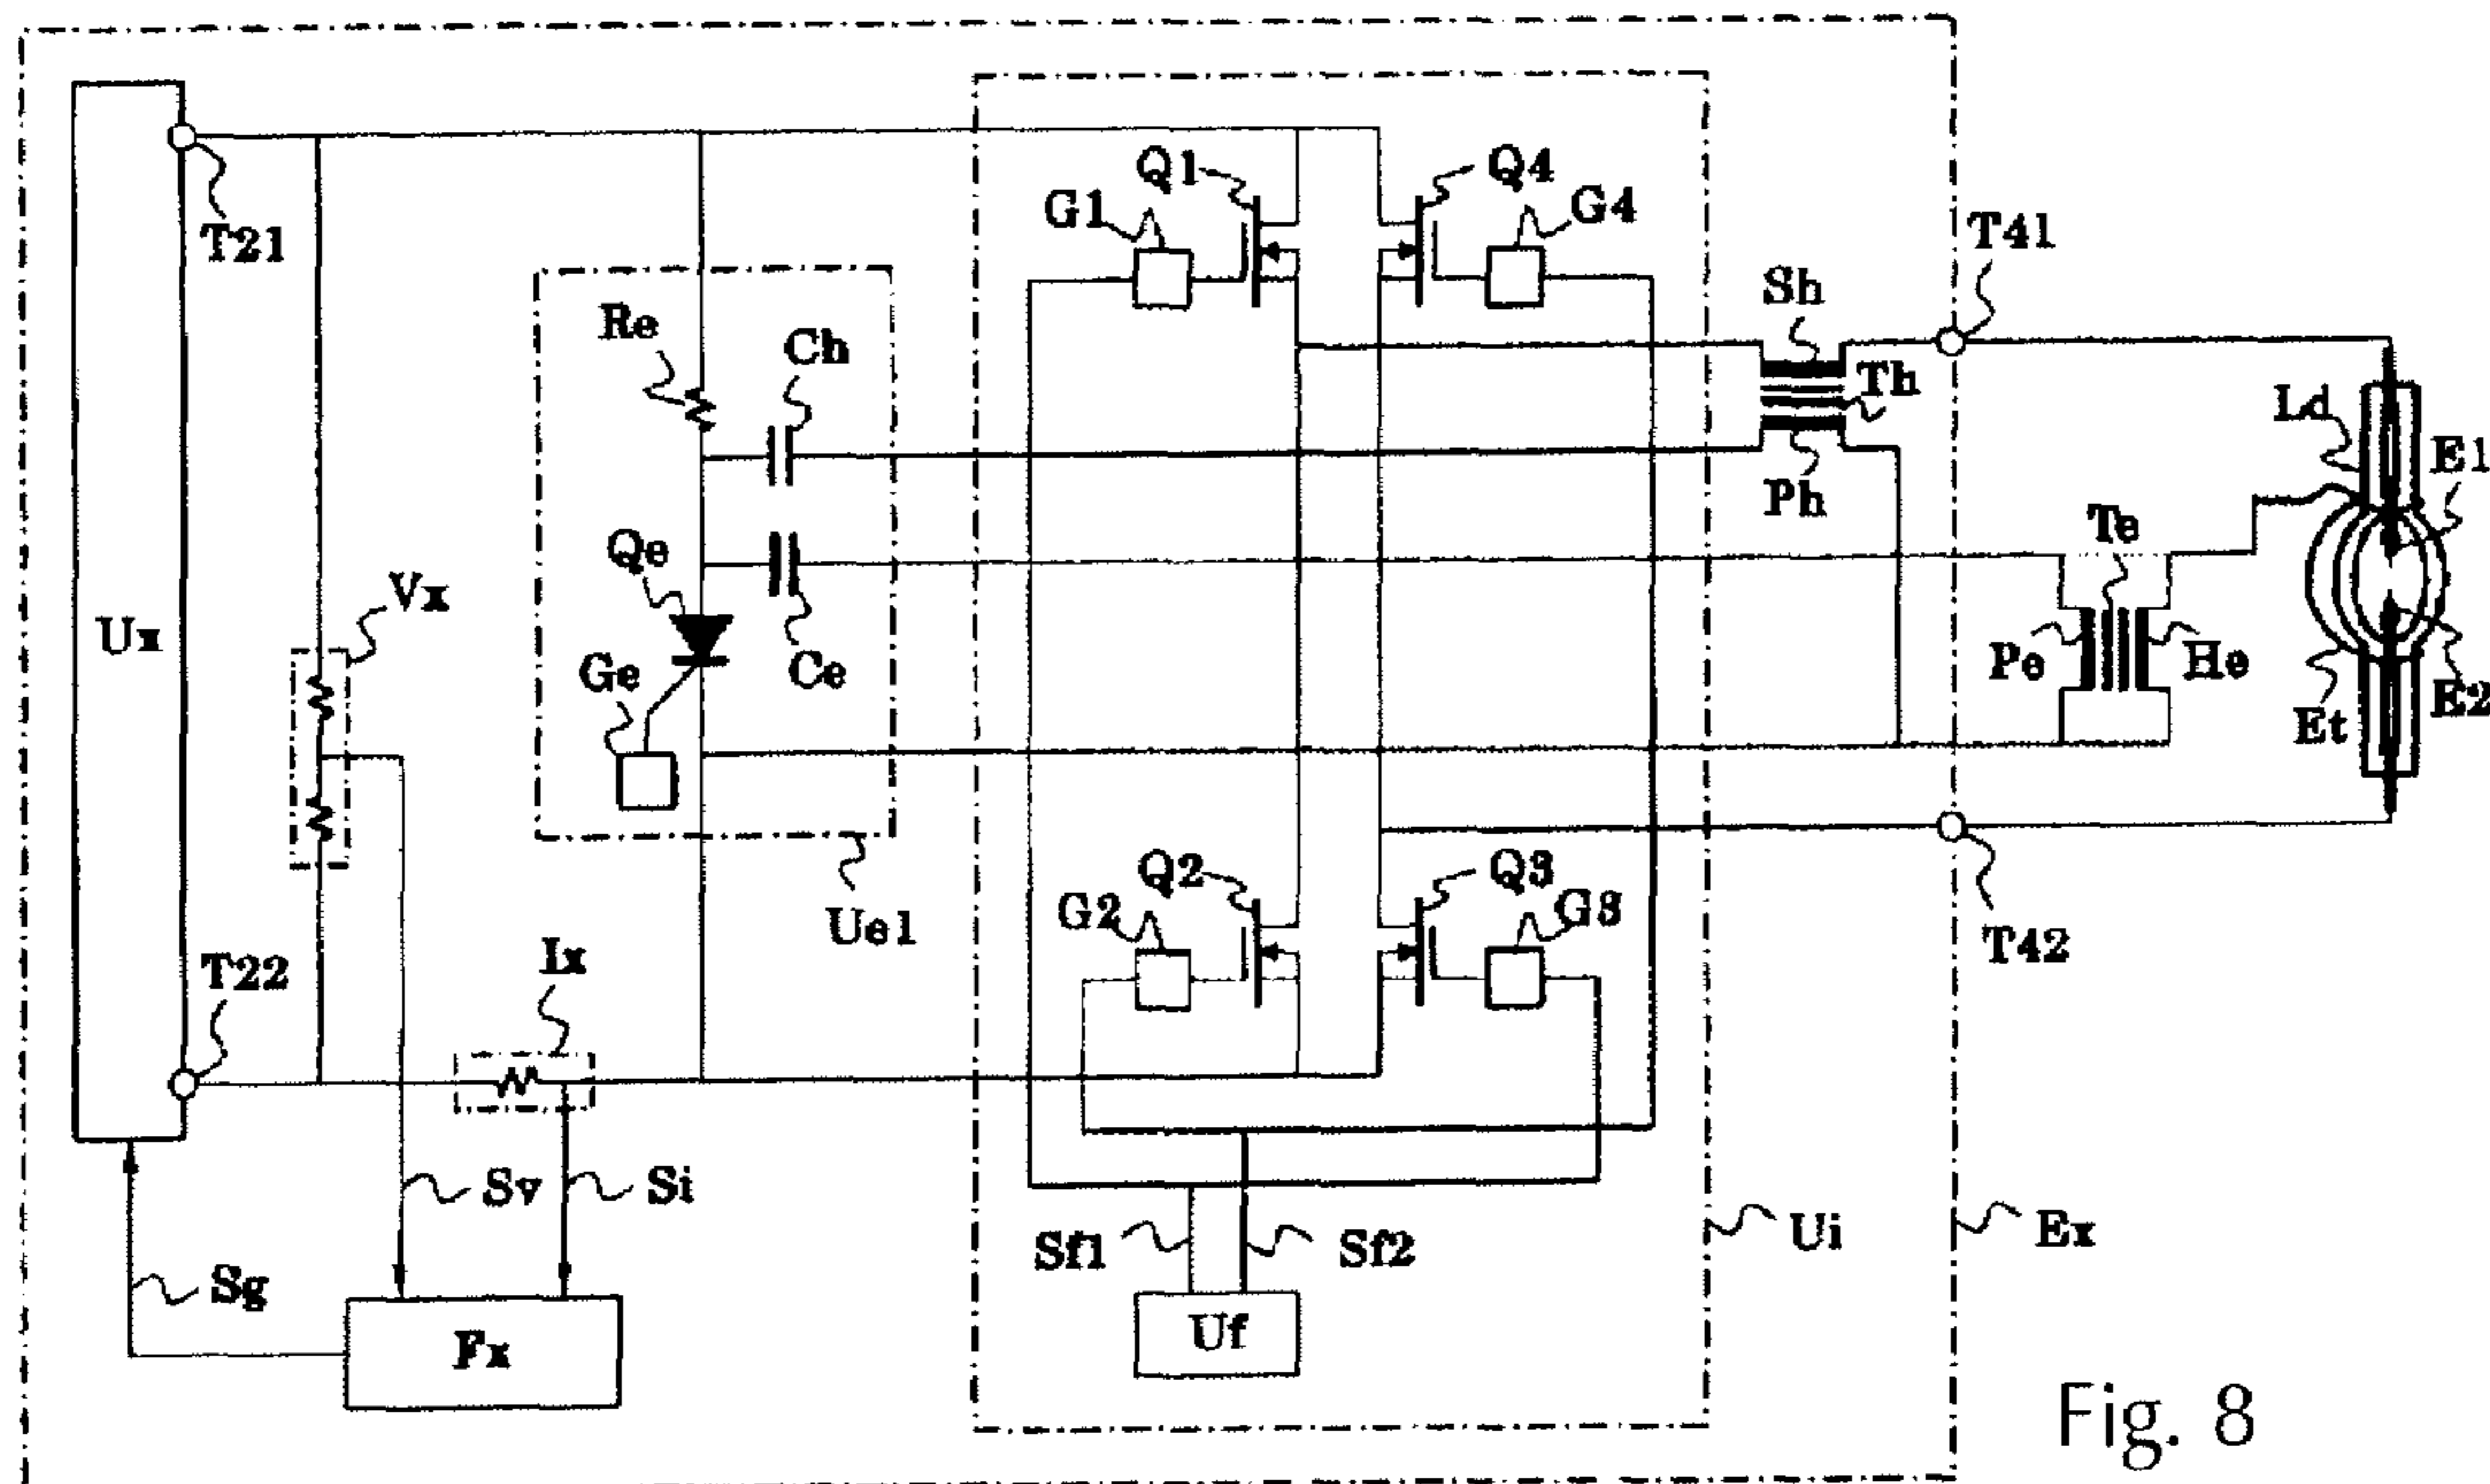 Q1
Q4
G1
G4
T21
T41
Sh
Re
Ch
Th
Ld
E1
Ph
Te
Qe
Vx
Ux
Ge
Ce
Pe
He
E2
Et
Q2
Q3
G2
G3
Ue1
Ix
T22
T42
Sv
Si
Sf1
Sf2
Ui
Ex
Sg
Fx
Uf
Fig. 8